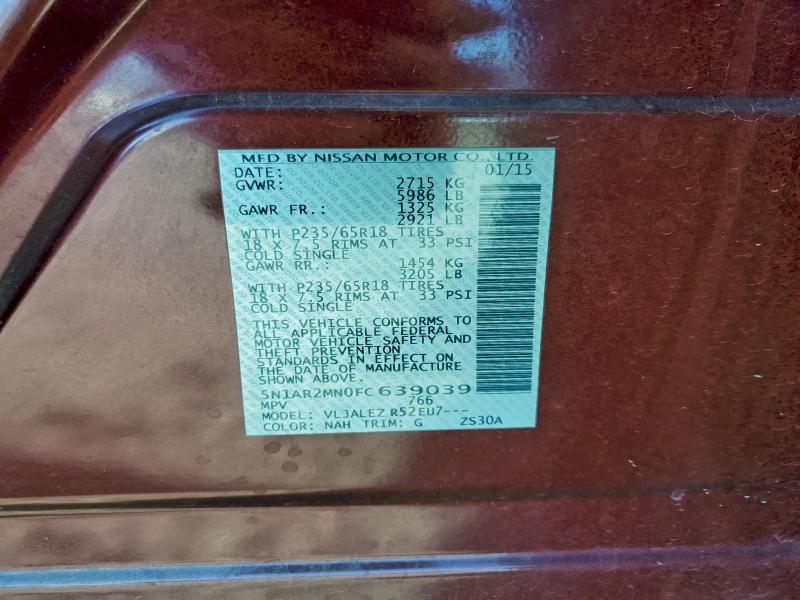 MFD BY NISSAN MOTOR CO., LTD.
DATE: 01/15
GVWR: 2715 KG
5986 LB
GAWR FR.: 1325 KG
2921 LB
WITH P235/65R18 TIRES
18 X 7.5 RIMS AT 33 PSI
COLD SINGLE
GAWR RR.: 1454 KG
3205 LB
WITH P235/65R18 TIRES
18 X 7.5 RIMS AT 33 PSI
COLD SINGLE
THIS VEHICLE CONFORMS TO
ALL APPLICABLE FEDERAL
MOTOR VEHICLE SAFETY AND
THEFT PREVENTION
STANDARDS IN EFFECT ON
THE DATE OF MANUFACTURE
SHOWN ABOVE.
5N1AR2MN0FC639039
MPV 766
MODEL: VLJALEZ R52EU7---
COLOR: NAH TRIM: G ZS30A